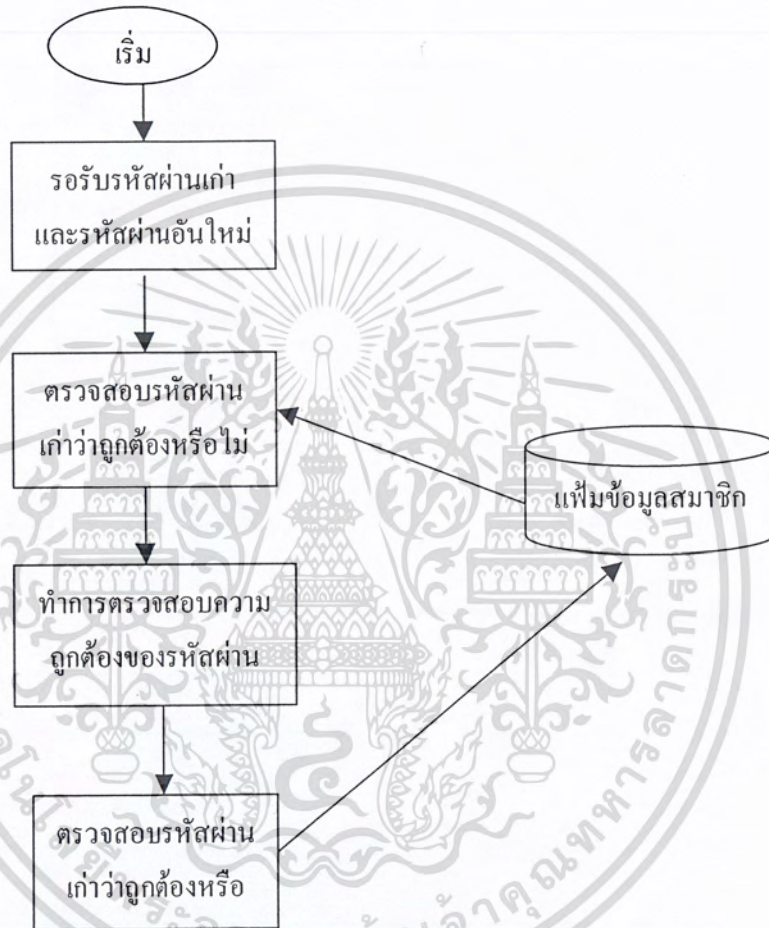 เริ่ม
รอรับรหัสผ่านเก่า
และรหัสผ่านอันใหม่
ตรวจสอบรหัสผ่าน
เก่าว่าถูกต้องหรือไม่
แฟ้มข้อมูลสมาชิก
ทำการตรวจสอบความ
ถูกต้องของรหัสผ่าน
ตรวจสอบรหัสผ่าน
เก่าว่าถูกต้องหรือ